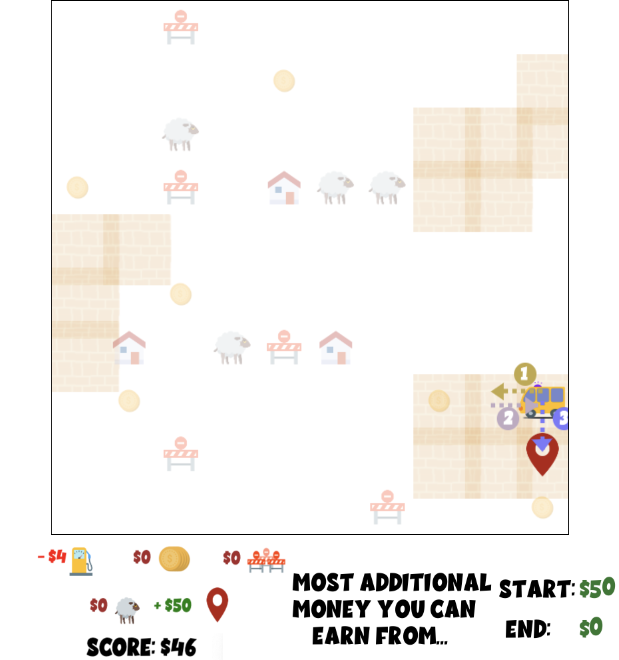 1
2
3
- $4 $0 $0
$0 + $50
SCORE: $46
MOST ADDITIONAL
MONEY YOU CAN
EARN FROM...
START: $50
END: $0